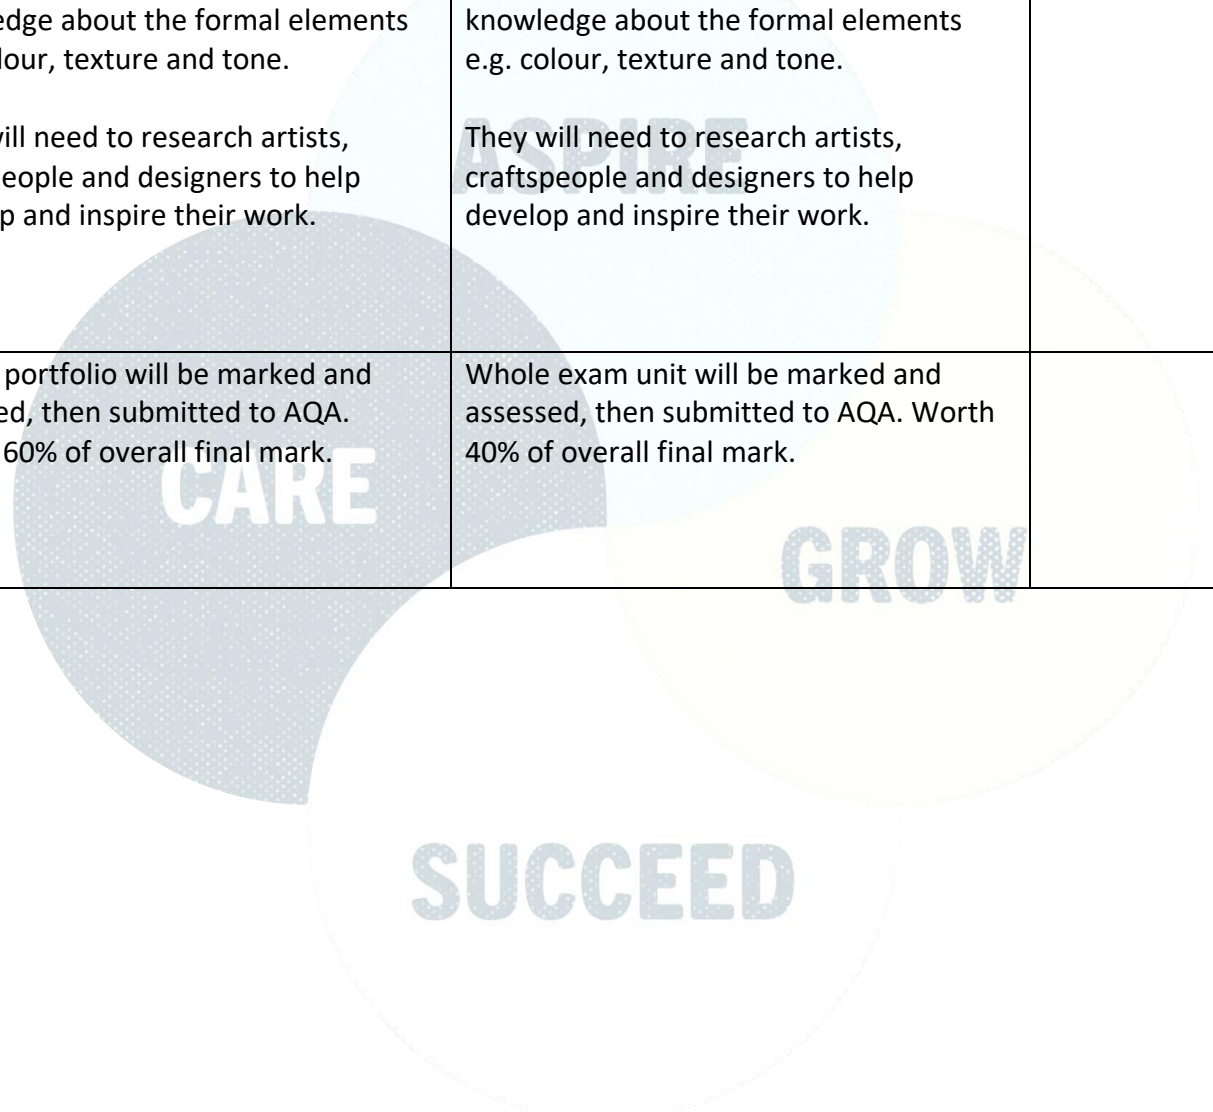 edge about the formal elements
lour, texture and tone.
will need to research artists,
people and designers to help
p and inspire their work.
knowledge about the formal elements
e.g. colour, texture and tone.
They will need to research artists,
craftspeople and designers to help
develop and inspire their work.
portfolio will be marked and
ed, then submitted to AQA.
60% of overall final mark.
Whole exam unit will be marked and
assessed, then submitted to AQA. Worth
40% of overall final mark.
ASPIRE
CARE
GROW
SUCCEED